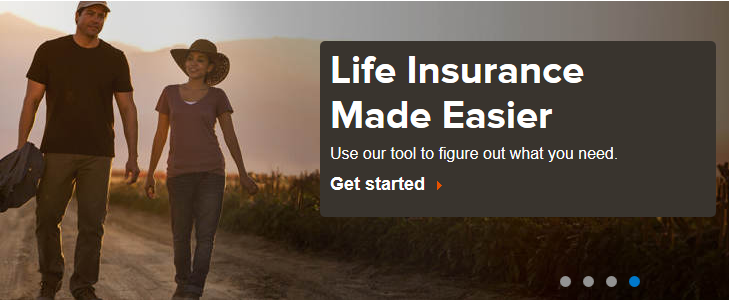 Life Insurance
Made Easier
Use our tool to figure out what you need.
Get started